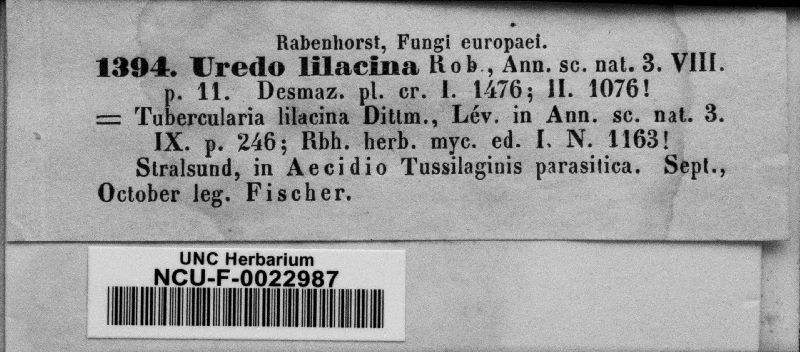 Rabenhorst, Fungi europaei.
1394. Uredo lilacina Rob., Ann. sc. nat. 3. VIII.
p. 11. Desmaz. pl. cr. I. 1476; II. 1076!
= Tubercularia lilacina Dittm., Lév. in Ann. sc. nat. 3.
IX. p. 246; Rbh. herb. myc. ed. I. N. 1163!
Stralsund, in Aecidio Tussilaginis parasitica. Sept.,
October leg. Fischer.
UNC Herbarium
NCU-F-0022987